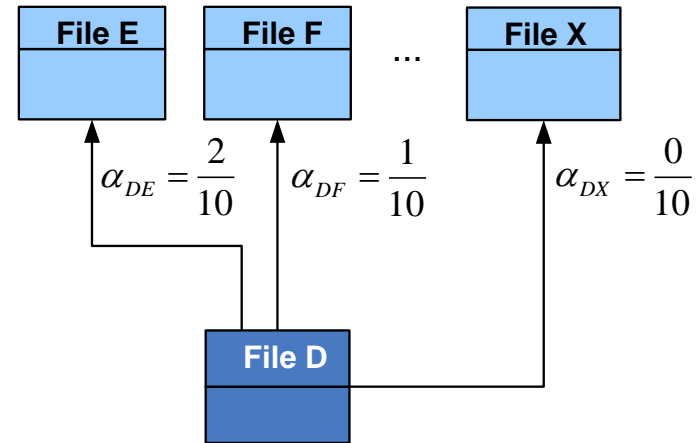 File E File F ... File X
α_DE = 2/10 α_DF = 1/10 α_DX = 0/10
File D